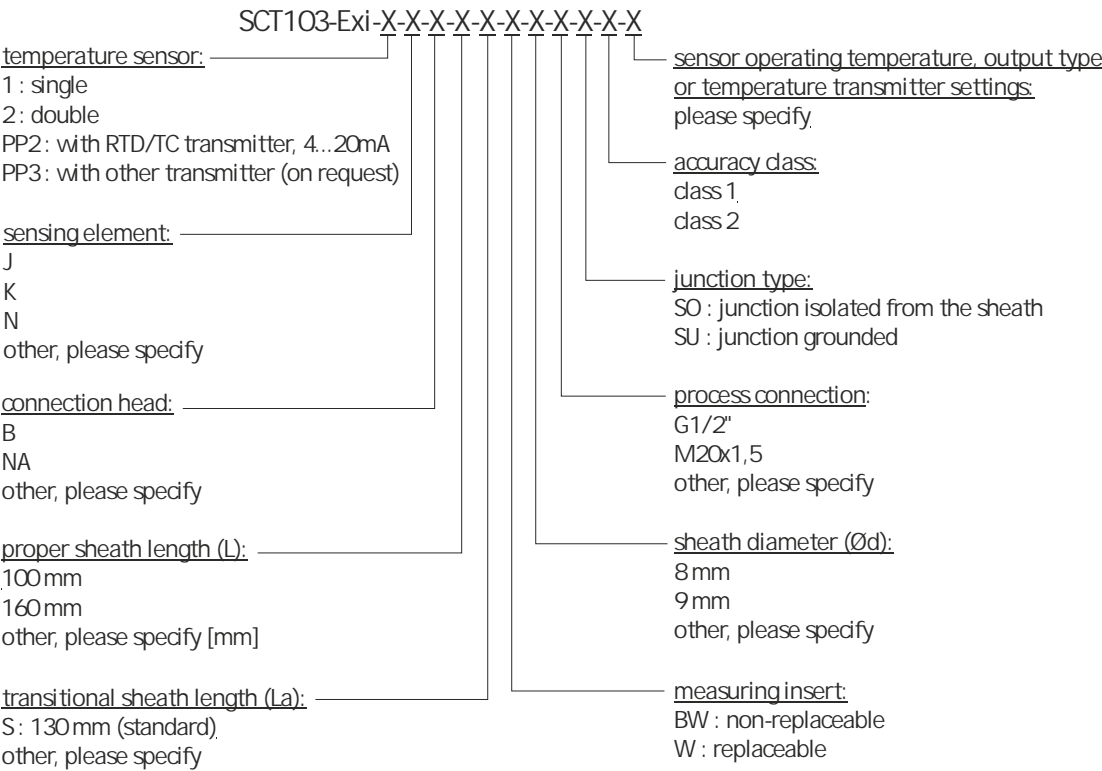 SCT103-Exi-X-X-X-X-X-X-X-X-X-X-X
temperature sensor:
1 : single
2 : double
PP2 : with RTD/TC transmitter, 4...20mA
PP3 : with other transmitter (on request)
sensing element:
J
K
N
other, please specify
connection head:
B
NA
other, please specify
proper sheath length (L):
100 mm
160 mm
other, please specify [mm]
transitional sheath length (La):
S : 130 mm (standard)
other, please specify
sensor operating temperature, output type
or temperature transmitter settings:
please specify
accuracy class:
class 1
class 2
junction type:
SO : junction isolated from the sheath
SU : junction grounded
process connection:
G1/2"
M20x1,5
other, please specify
sheath diameter (Ød):
8 mm
9 mm
other, please specify
measuring insert:
BW : non-replaceable
W : replaceable